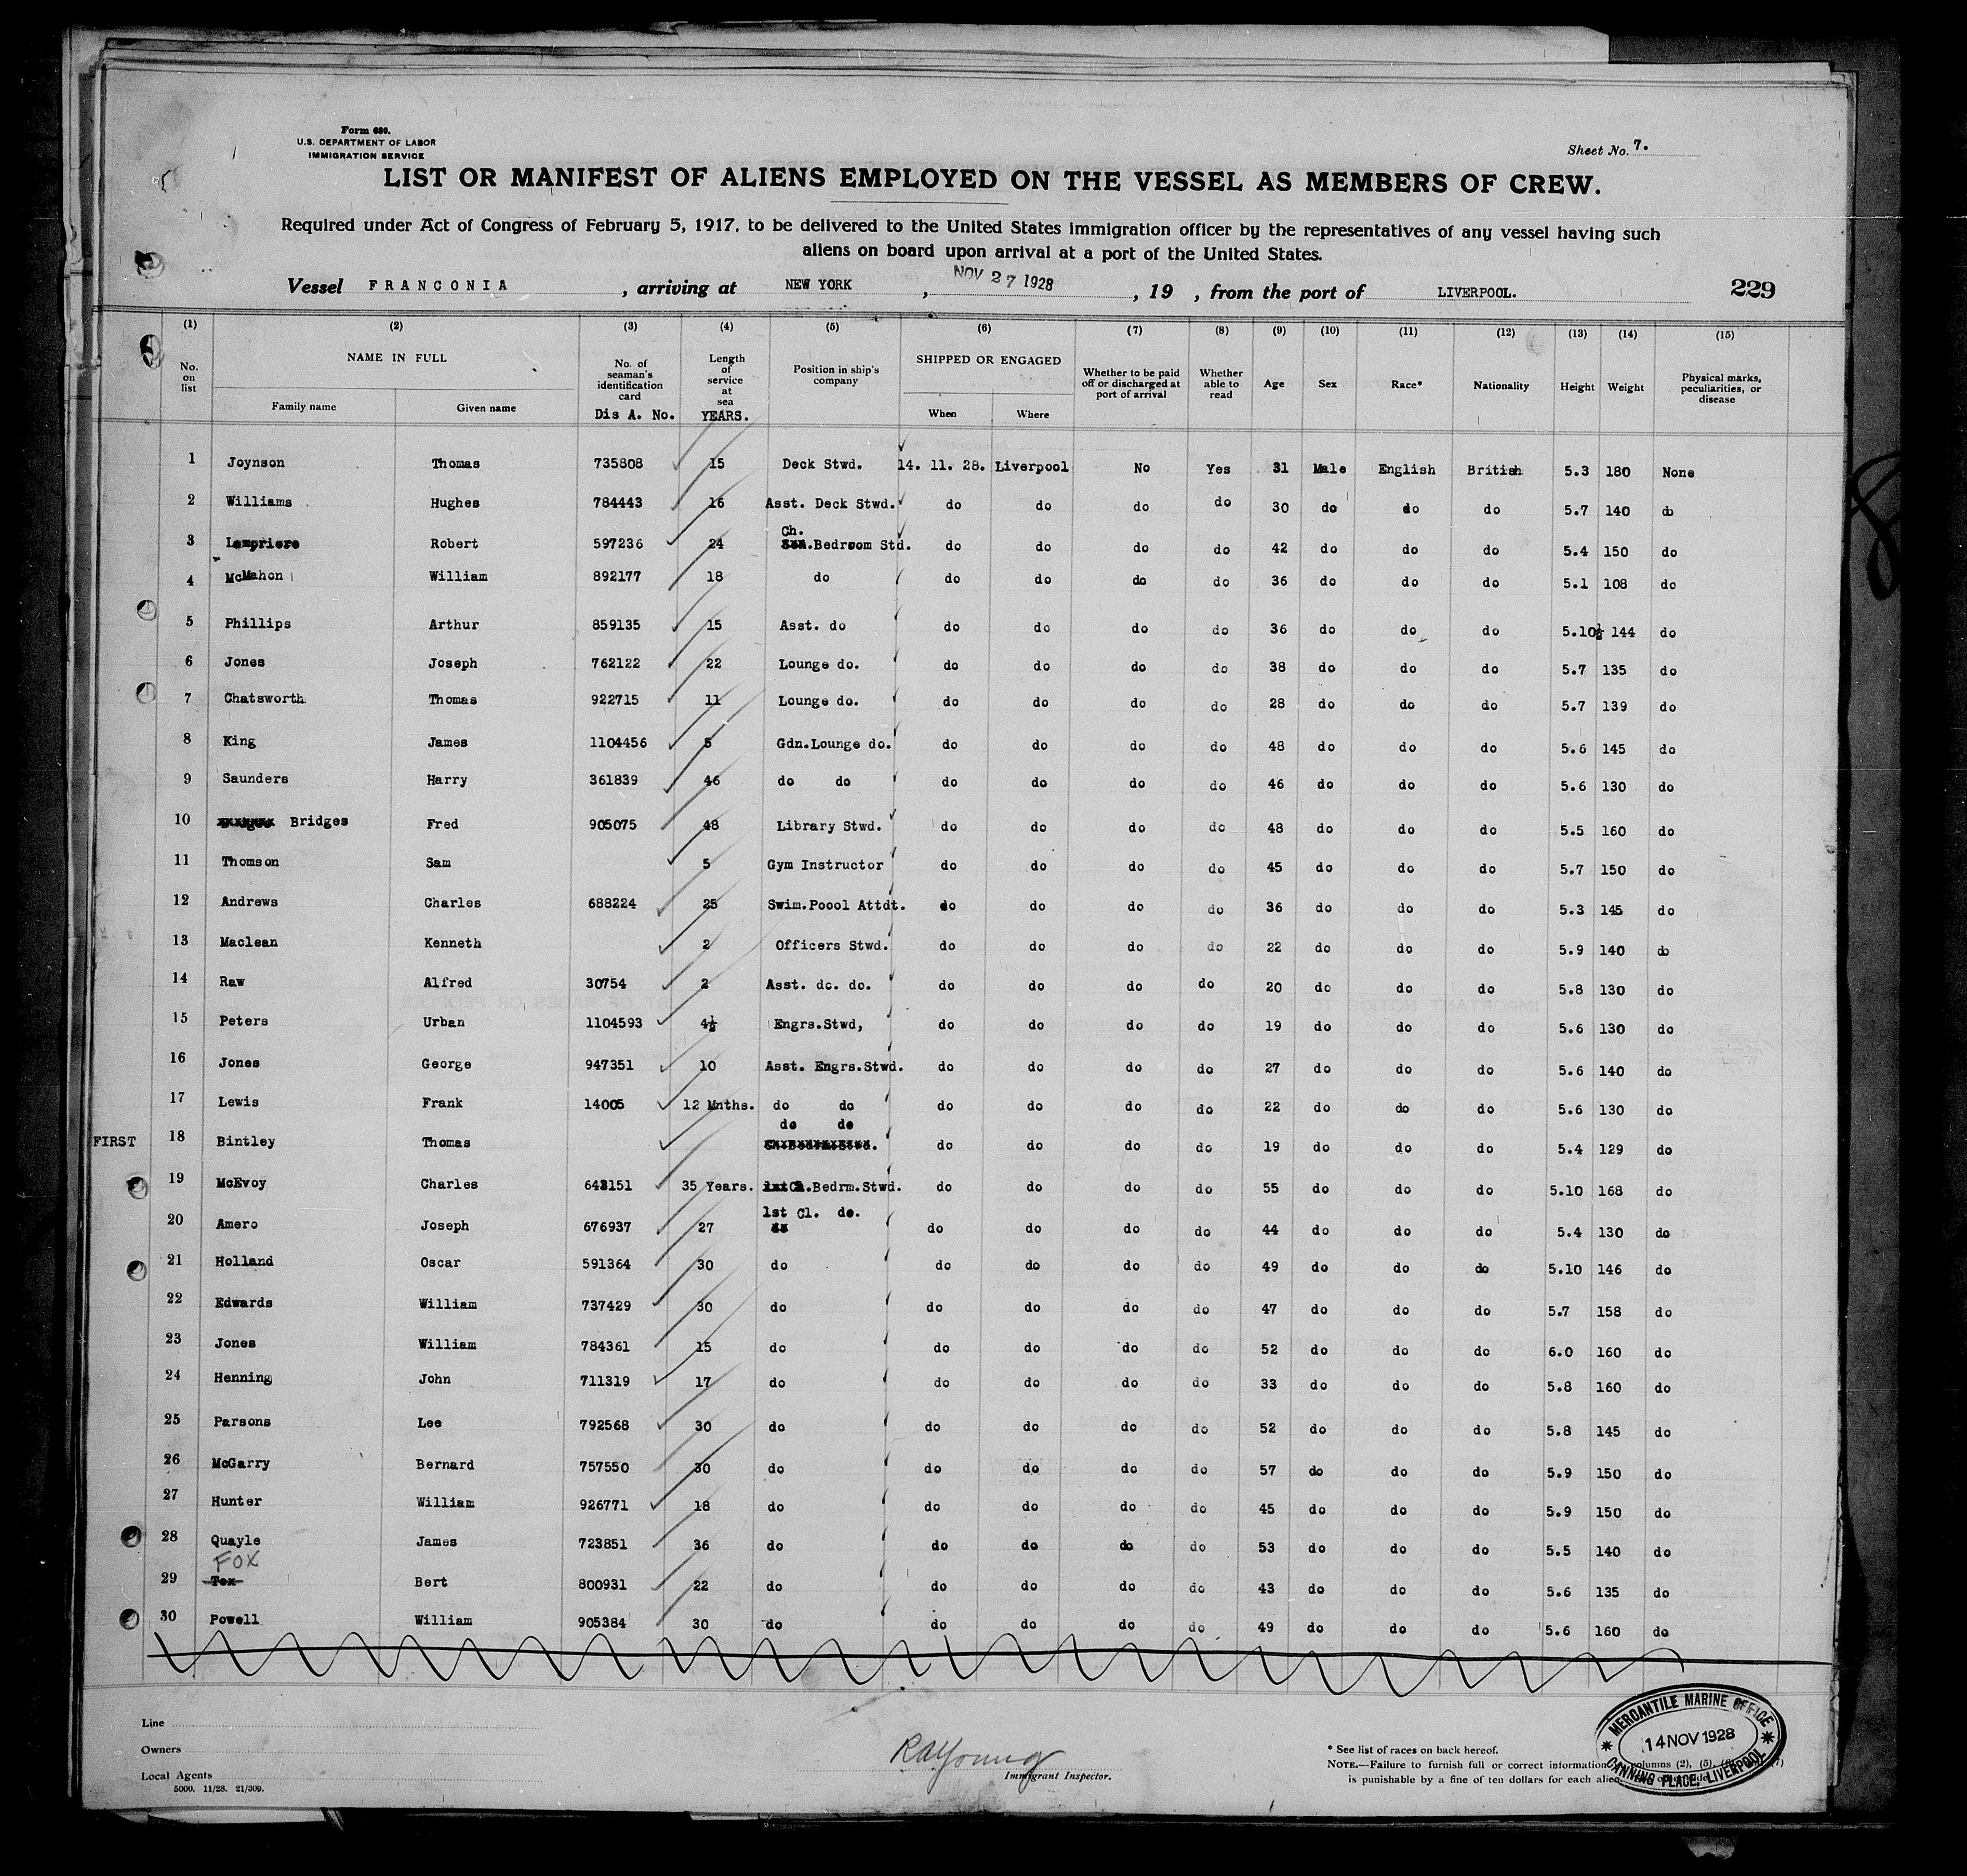 Form 680.
U.S. DEPARTMENT OF LABOR
IMMIGRATION SERVICE
Sheet No. 7.
LIST OR MANIFEST OF ALIENS EMPLOYED ON THE VESSEL AS MEMBERS OF CREW.
Required under Act of Congress of February 5, 1917, to be delivered to the United States immigration officer by the representatives of any vessel having such
aliens on board upon arrival at a port of the United States.
Vessel FRANCONIA , arriving at NEW YORK , NOV 27 1928 , 19 , from the port of LIVERPOOL. 229
(1) (2) (3) (4) (5) (6) (7) (8) (9) (10) (11) (12) (13) (14) (15)
No. on list NAME IN FULL Family name Given name No. of seaman's identification card Dis A. No. Length of service at sea YEARS. Position in ship's company SHIPPED OR ENGAGED When Where Whether to be paid off or discharged at port of arrival Whether able to read Age Sex Race* Nationality Height Weight Physical marks, peculiarities, or disease
1 Joynson Thomas 735808 15 Deck Stwd. 14. 11. 28. Liverpool No Yes 31 Male English British 5.3 180 None
2 Williams Hughes 784443 16 Asst. Deck Stwd. do do do do 30 do do do 5.7 140 do
3 Lempriere Robert 597236 24 Ch. Bedroom Std. do do do do 42 do do do 5.4 150 do
4 McMahon William 892177 18 do do do do do 36 do do do 5.1 108 do
5 Phillips Arthur 859135 15 Asst. do do do do do 36 do do do 5.10½ 144 do
6 Jones Joseph 762122 22 Lounge do. do do do do 38 do do do 5.7 135 do
7 Chatsworth Thomas 922715 11 Lounge do. do do do do 28 do do do 5.7 139 do
8 King James 1104456 5 Gdn.Lounge do. do do do do 48 do do do 5.6 145 do
9 Saunders Harry 361839 46 do do do do do do 46 do do do 5.6 130 do
10 Bridges Fred 905075 48 Library Stwd. do do do do 48 do do do 5.5 160 do
11 Thomson Sam 5 Gym Instructor do do do do 45 do do do 5.7 150 do
12 Andrews Charles 688224 25 Swim.Poool Attdt. do do do do 36 do do do 5.3 145 do
13 Maclean Kenneth 2 Officers Stwd. do do do do 22 do do do 5.9 140 do
14 Raw Alfred 30754 2 Asst. do. do. do do do do 20 do do do 5.8 130 do
15 Peters Urban 1104593 4½ Engrs.Stwd, do do do do 19 do do do 5.6 130 do
16 Jones George 947351 10 Asst. Engrs.Stwd. do do do do 27 do do do 5.6 140 do
17 Lewis Frank 14005 12 Mnths. do do do do do do 22 do do do 5.6 130 do
FIRST 18 Bintley Thomas do do do do do do 19 do do do 5.4 129 do
19 McEvoy Charles 643151 35 Years. Bedrm.Stwd. do do do do 55 do do do 5.10 168 do
20 Amero Joseph 676937 27 1st Cl. do. do do do do 44 do do do 5.4 130 do
21 Holland Oscar 591364 30 do do do do do 49 do do do 5.10 146 do
22 Edwards William 737429 30 do do do do do 47 do do do 5.7 158 do
23 Jones William 784361 15 do do do do do 52 do do do 6.0 160 do
24 Henning John 711319 17 do do do do do 33 do do do 5.8 160 do
25 Parsons Lee 792568 30 do do do do do 52 do do do 5.8 145 do
26 McGarry Bernard 757550 30 do do do do do 57 do do do 5.9 150 do
27 Hunter William 926771 18 do do do do do 45 do do do 5.9 150 do
28 Quayle James 723851 36 do do do do do 53 do do do 5.5 140 do
FOX
29 Tox Bert 800931 22 do do do do do 43 do do do 5.6 135 do
30 Powell William 905384 30 do do do do do 49 do do do 5.6 160 do
Line
Owners
Local Agents
5000. 11/28. 21/309.
RAYoung
Immigrant Inspector.
* See list of races on back hereof.
NOTE.—Failure to furnish full or correct information columns (2), (5),
is punishable by a fine of ten dollars for each alien
MERCANTILE MARINE OFFICE
14 NOV 1928
CANNING PLACE, LIVERPOOL